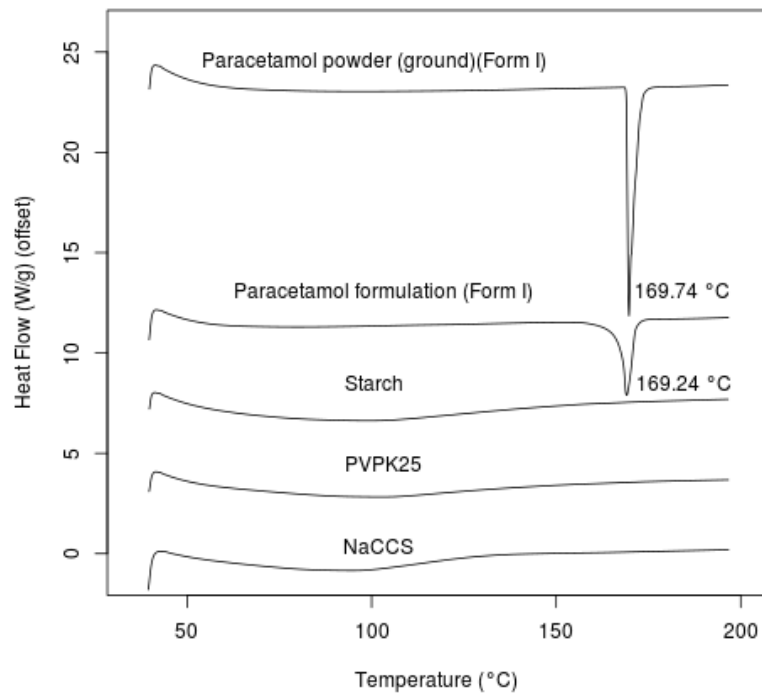 Paracetamol powder (ground)(Form I)
169.74 °C
Paracetamol formulation (Form I)
169.24 °C
Starch
PVPK25
NaCCS
Heat Flow (W/g) (offset)
25
20
15
10
5
0
50
100
150
200
Temperature (°C)